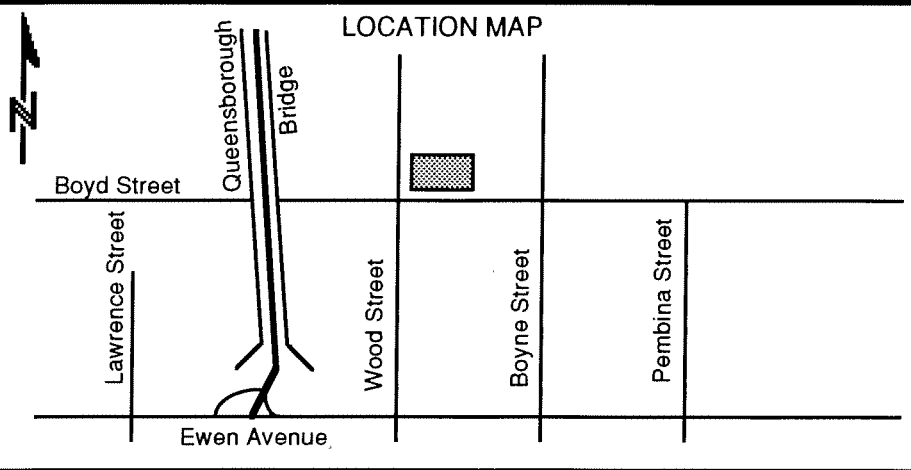 LOCATION MAP
N
Queensborough
Bridge
Boyd Street
Lawrence Street
Wood Street
Boyne Street
Pembina Street
Ewen Avenue